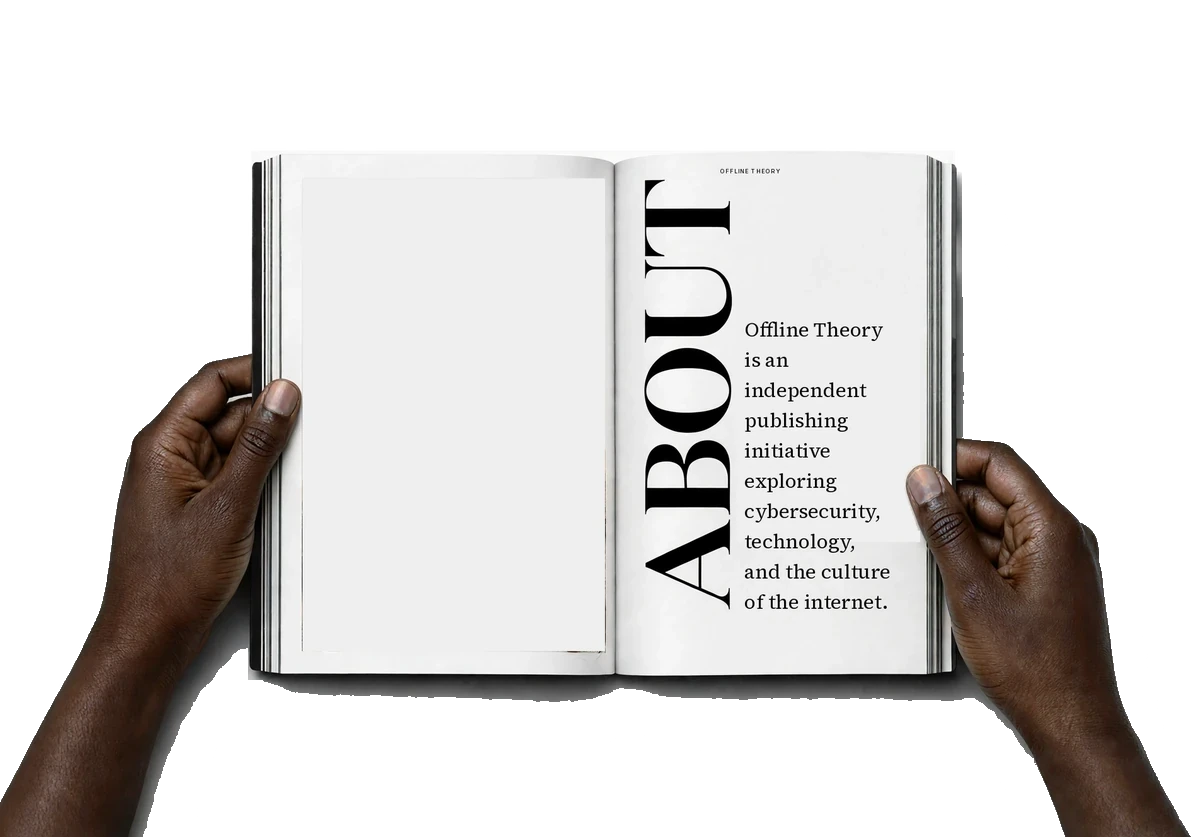 OFFLINE THEORY
ABOUT
Offline Theory
is an
independent
publishing
initiative
exploring
cybersecurity,
technology,
and the culture
of the internet.